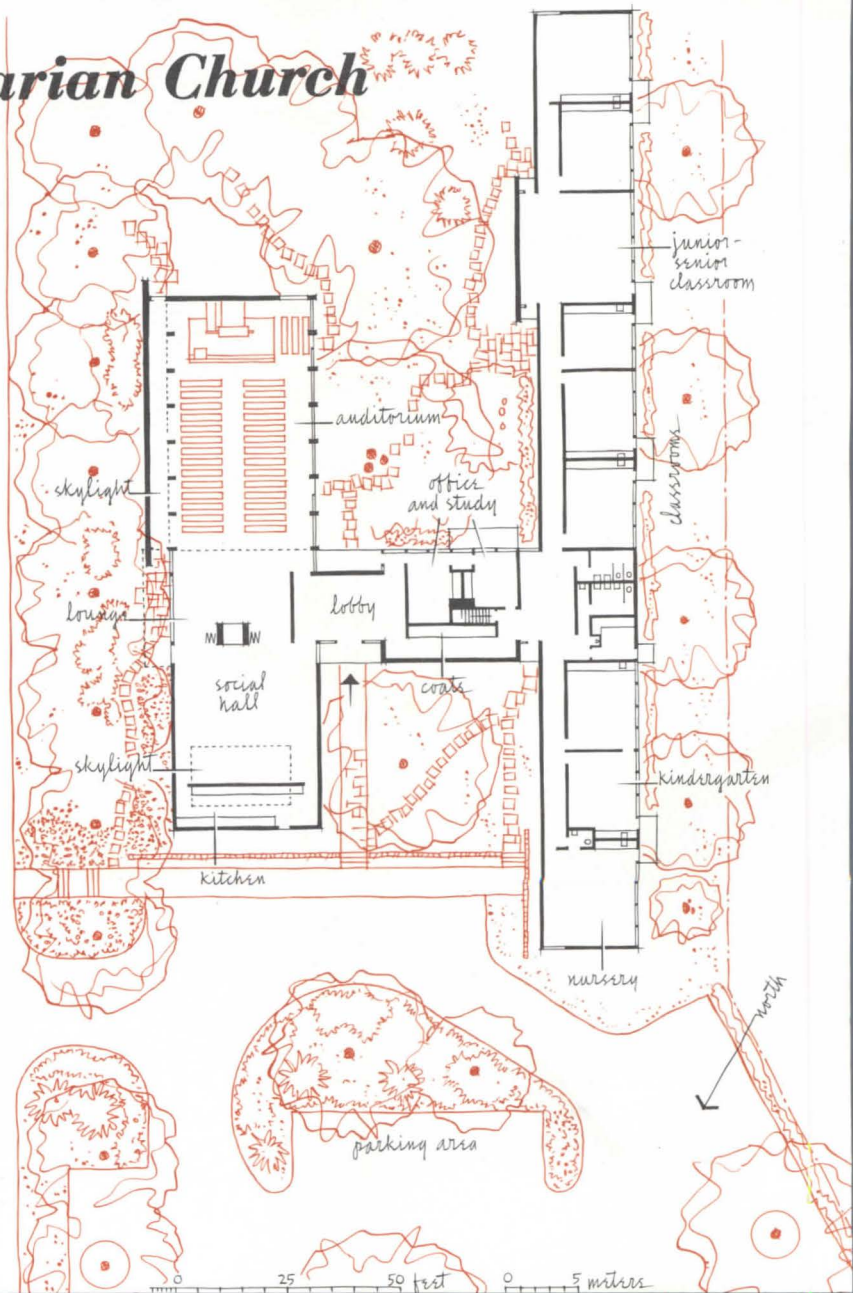 arian Church
junior-
senior
classroom
auditorium
classrooms
skylight
office
and study
lounge
lobby
social
hall
coats
skylight
kindergarten
kitchen
nursery
north
parking area
0 25 50 feet 0 5 meters